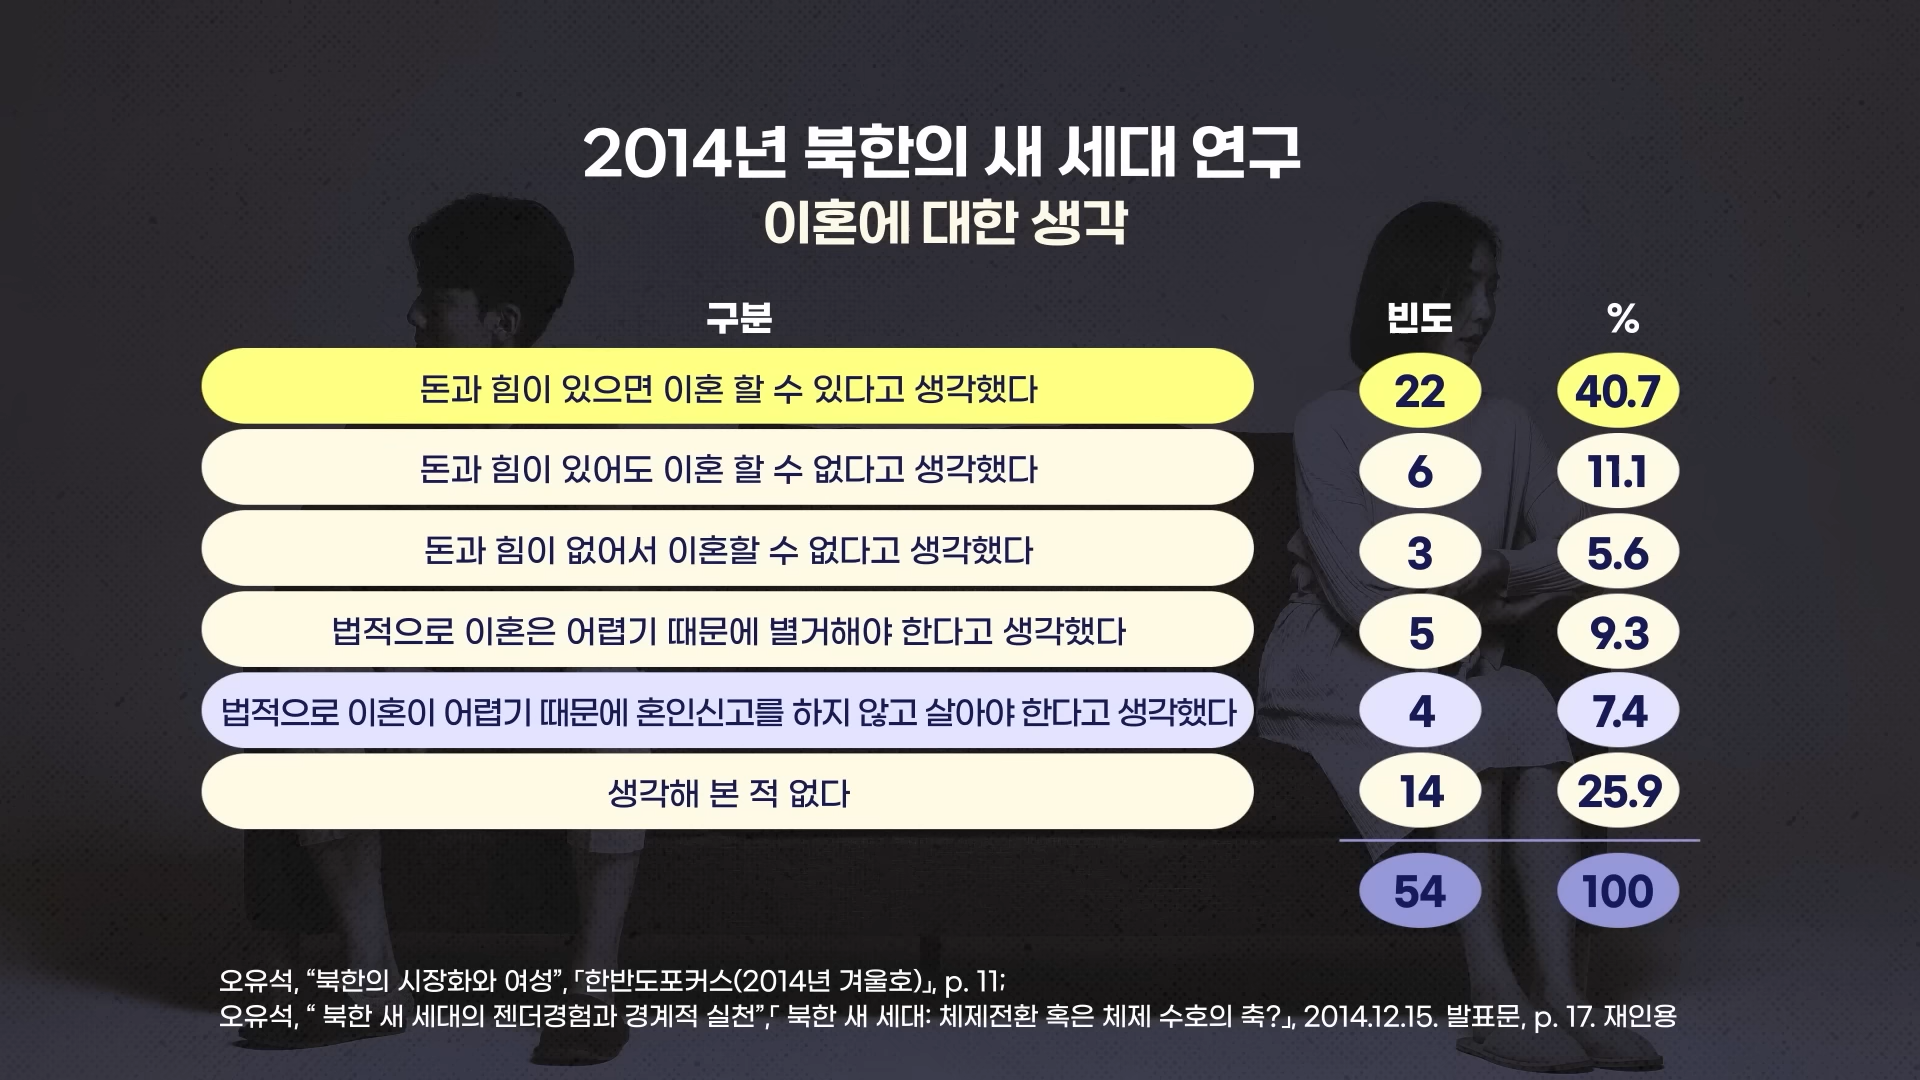 2014년 북한의 새 세대 연구
이혼에 대한 생각
구분 빈도 %
돈과 힘이 있으면 이혼 할 수 있다고 생각했다 22 40.7
돈과 힘이 있어도 이혼 할 수 없다고 생각했다 6 11.1
돈과 힘이 없어서 이혼할 수 없다고 생각했다 3 5.6
법적으로 이혼은 어렵기 때문에 별거해야 한다고 생각했다 5 9.3
법적으로 이혼이 어렵기 때문에 혼인신고를 하지 않고 살아야 한다고 생각했다 4 7.4
생각해 본 적 없다 14 25.9
54 100
오유석, “북한의 시장화와 여성”, 「한반도포커스(2014년 겨울호)」, p. 11;
오유석, “ 북한 새 세대의 젠더경험과 경계적 실천”,「 북한 새 세대: 체제전환 혹은 체제 수호의 축?」, 2014.12.15. 발표문, p. 17. 재인용